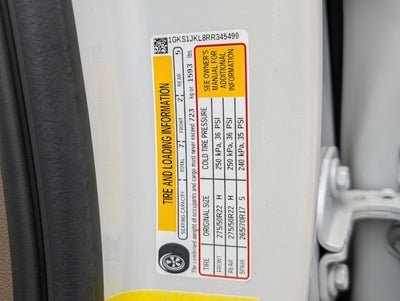 1GKS1JKL8RR345499
TIRE AND LOADING INFORMATION
SEATING CAPACITY TOTAL 7 FRONT 2 REAR 5
The combined weight of occupants and cargo must never exceed 723 kg or 1593 lbs
TIRE ORIGINAL SIZE COLD TIRE PRESSURE
FRONT 275/50R22 H 250 kPa, 36 PSI
REAR 275/50R22 H 250 kPa, 36 PSI
SPARE 265/70R17 S 240 kPa, 35 PSI
SEE OWNER'S
MANUAL FOR
ADDITIONAL
INFORMATION